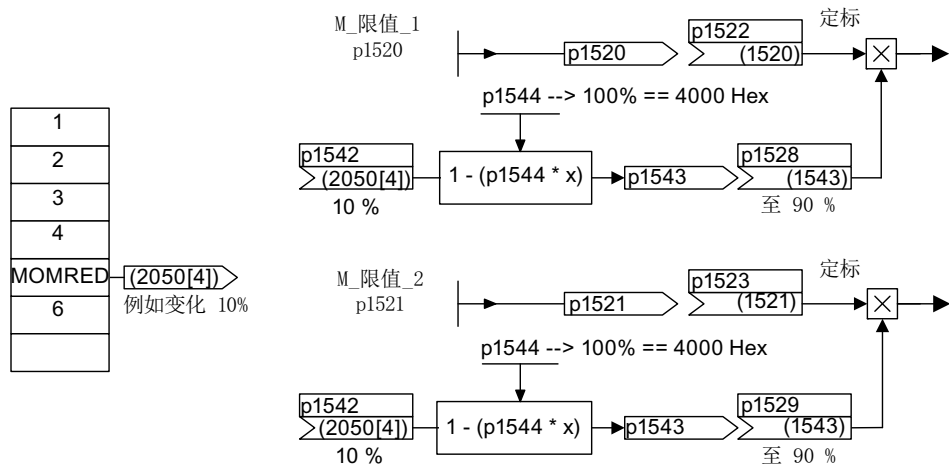 M_限值_1
p1520
p1520
p1522
(1520)
定标
×
p1544 --> 100% == 4000 Hex
p1542
(2050[4])
10 %
1 - (p1544 * x)
p1543
p1528
(1543)
至 90 %
1
2
3
4
MOMRED
(2050[4])
例如变化 10%
6
M_限值_2
p1521
p1521
p1523
(1521)
定标
×
p1544 --> 100% == 4000 Hex
p1542
(2050[4])
10 %
1 - (p1544 * x)
p1543
p1529
(1543)
至 90 %